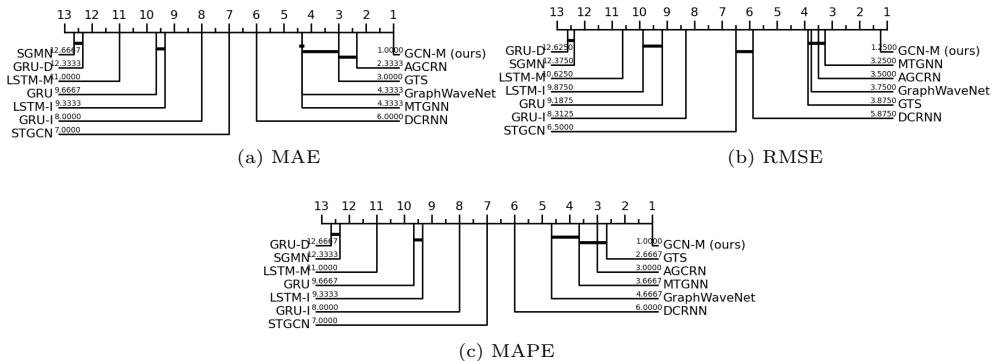 13 12 11 10 9 8 7 6 5 4 3 2 1
SGMN 12.6667
GRU-D 12.3333
LSTM-M 11.0000
GRU 9.6667
LSTM-I 9.3333
GRU-I 8.0000
STGCN 7.0000
1.0000 GCN-M (ours)
2.3333 AGCRN
3.0000 GTS
4.3333 GraphWaveNet
4.3333 MTGNN
6.0000 DCRNN
(a) MAE
13 12 11 10 9 8 7 6 5 4 3 2 1
GRU-D 12.6250
SGMN 12.3750
LSTM-M 10.6250
LSTM-I 9.8750
GRU 9.1875
GRU-I 8.3125
STGCN 6.5000
1.2500 GCN-M (ours)
3.2500 MTGNN
3.5000 AGCRN
3.7500 GraphWaveNet
3.8750 GTS
5.8750 DCRNN
(b) RMSE
13 12 11 10 9 8 7 6 5 4 3 2 1
GRU-D 12.6667
SGMN 12.3333
LSTM-M 11.0000
GRU 9.6667
LSTM-I 9.3333
GRU-I 8.0000
STGCN 7.0000
1.0000 GCN-M (ours)
2.6667 GTS
3.0000 AGCRN
3.6667 MTGNN
4.6667 GraphWaveNet
6.0000 DCRNN
(c) MAPE